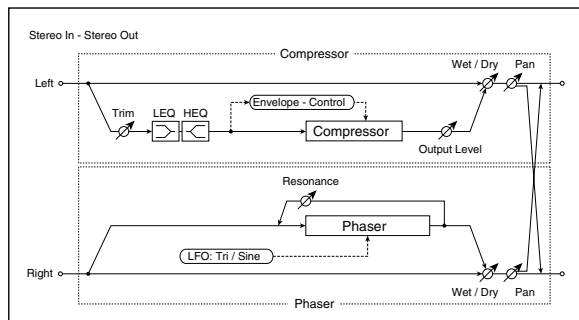 Stereo In - Stereo Out
Compressor
Wet / Dry
Pan
Left
Trim
LEQ
HEQ
Envelope - Control
Compressor
Output Level
Resonance
Phaser
LFO: Tri / Sine
Right
Wet / Dry
Pan
Phaser